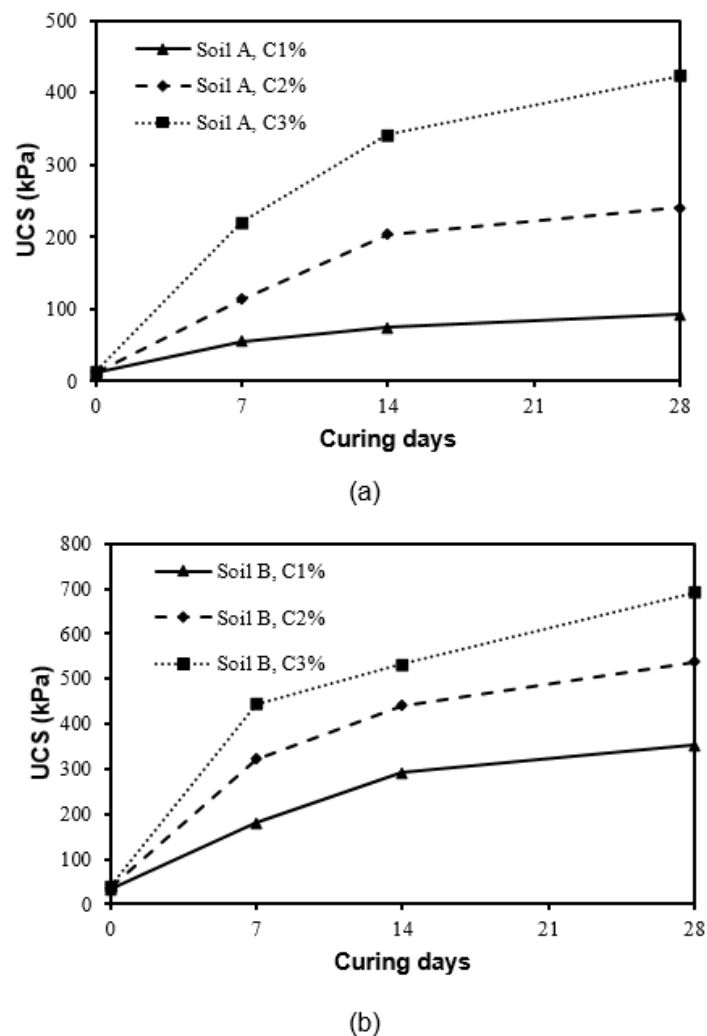 500
400
300
200
100
0
UCS (kPa)
Soil A, C1%
Soil A, C2%
Soil A, C3%
0 7 14 21 28
Curing days
(a)
800
700
600
500
400
300
200
100
0
UCS (kPa)
Soil B, C1%
Soil B, C2%
Soil B, C3%
0 7 14 21 28
Curing days
(b)